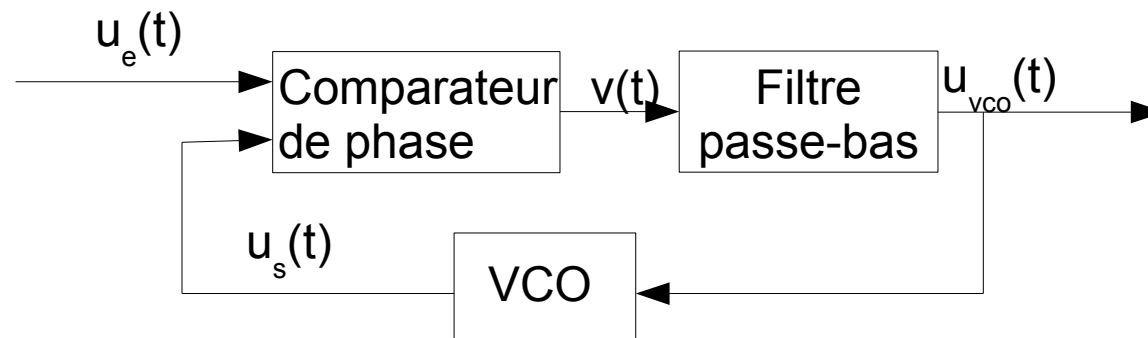 u_e(t)
Comparateur
de phase
v(t)
Filtre
passe-bas
u_vco(t)
u_s(t)
VCO